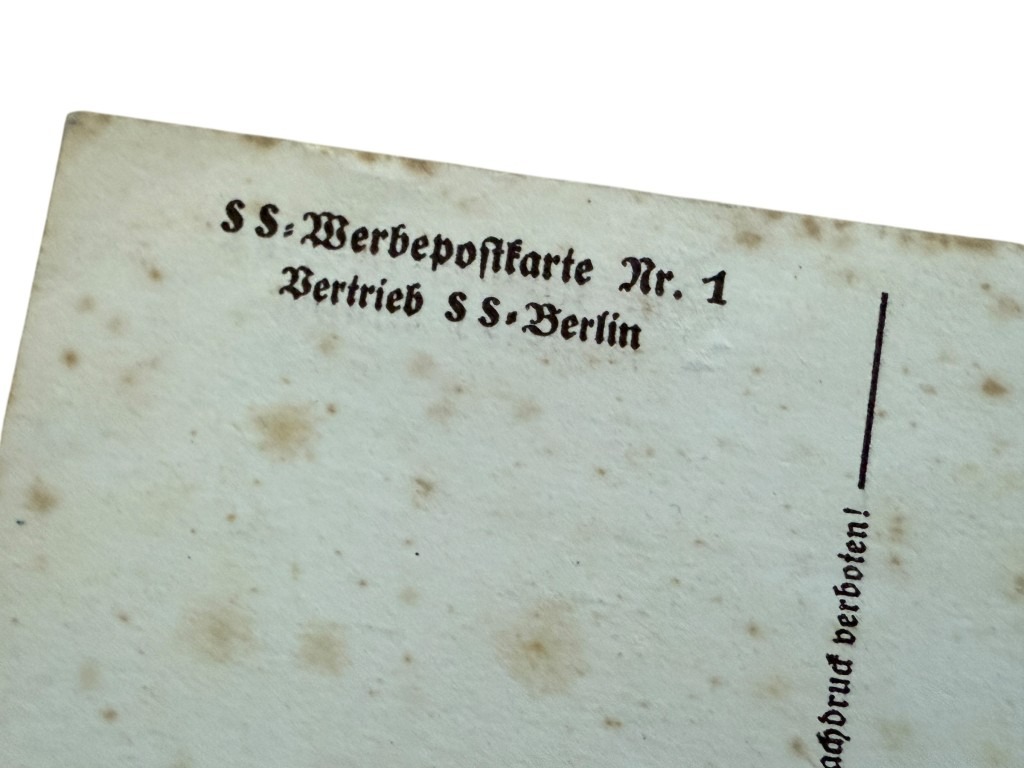 SS-Werbepostkarte Nr. 1
Vertrieb SS-Berlin
achdruck verboten!